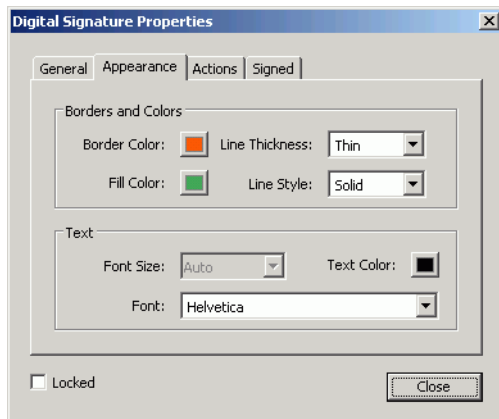 Digital Signature Properties
General Appearance Actions Signed
Borders and Colors
Border Color: Line Thickness: Thin
Fill Color: Line Style: Solid
Text
Font Size: Auto Text Color:
Font: Helvetica
Locked Close